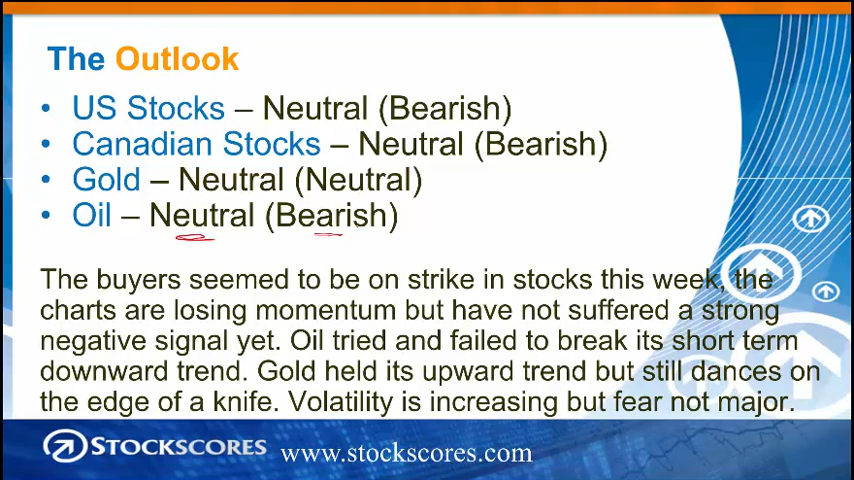 The Outlook
• US Stocks – Neutral (Bearish)
• Canadian Stocks – Neutral (Bearish)
• Gold – Neutral (Neutral)
• Oil – Neutral (Bearish)
The buyers seemed to be on strike in stocks this week, the
charts are losing momentum but have not suffered a strong
negative signal yet. Oil tried and failed to break its short term
downward trend. Gold held its upward trend but still dances on
the edge of a knife. Volatility is increasing but fear not major.
STOCKSCORES www.stockscores.com